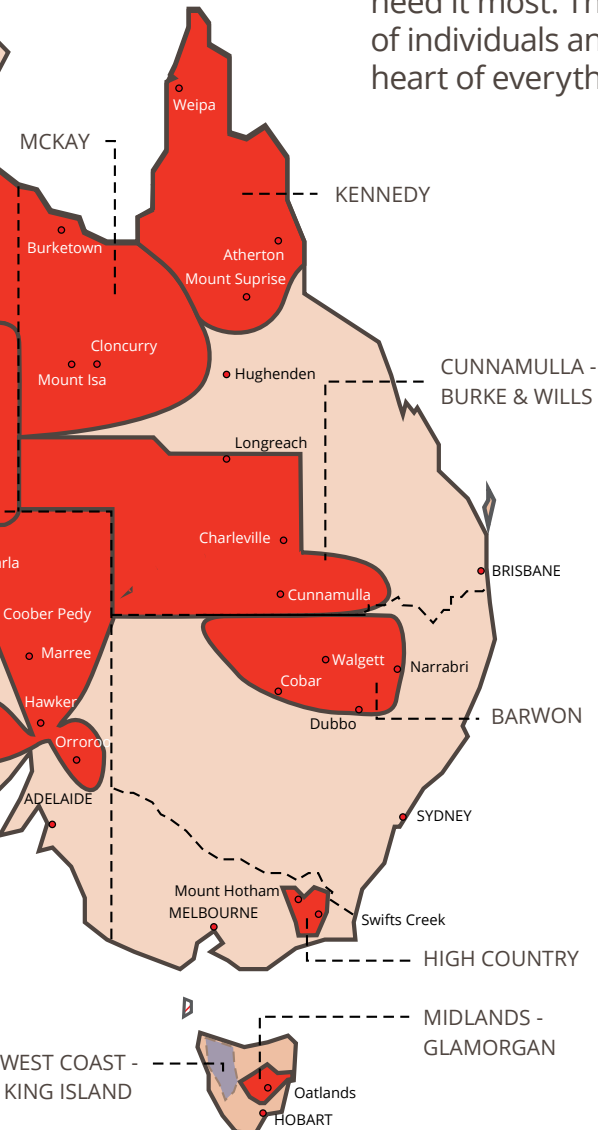 need it most. Th
of individuals an
heart of everyth
Weipa
MCKAY
KENNEDY
Burketown
Atherton
Mount Suprise
Cloncurry
Mount Isa
Hughenden
CUNNAMULLA -
BURKE & WILLS
Longreach
Charleville
arla
BRISBANE
Cunnamulla
Coober Pedy
Marree
Walgett
Narrabri
Cobar
Hawker
Dubbo
BARWON
Orroroo
ADELAIDE
SYDNEY
Mount Hotham
MELBOURNE
Swifts Creek
HIGH COUNTRY
MIDLANDS -
GLAMORGAN
WEST COAST -
KING ISLAND
Oatlands
HOBART